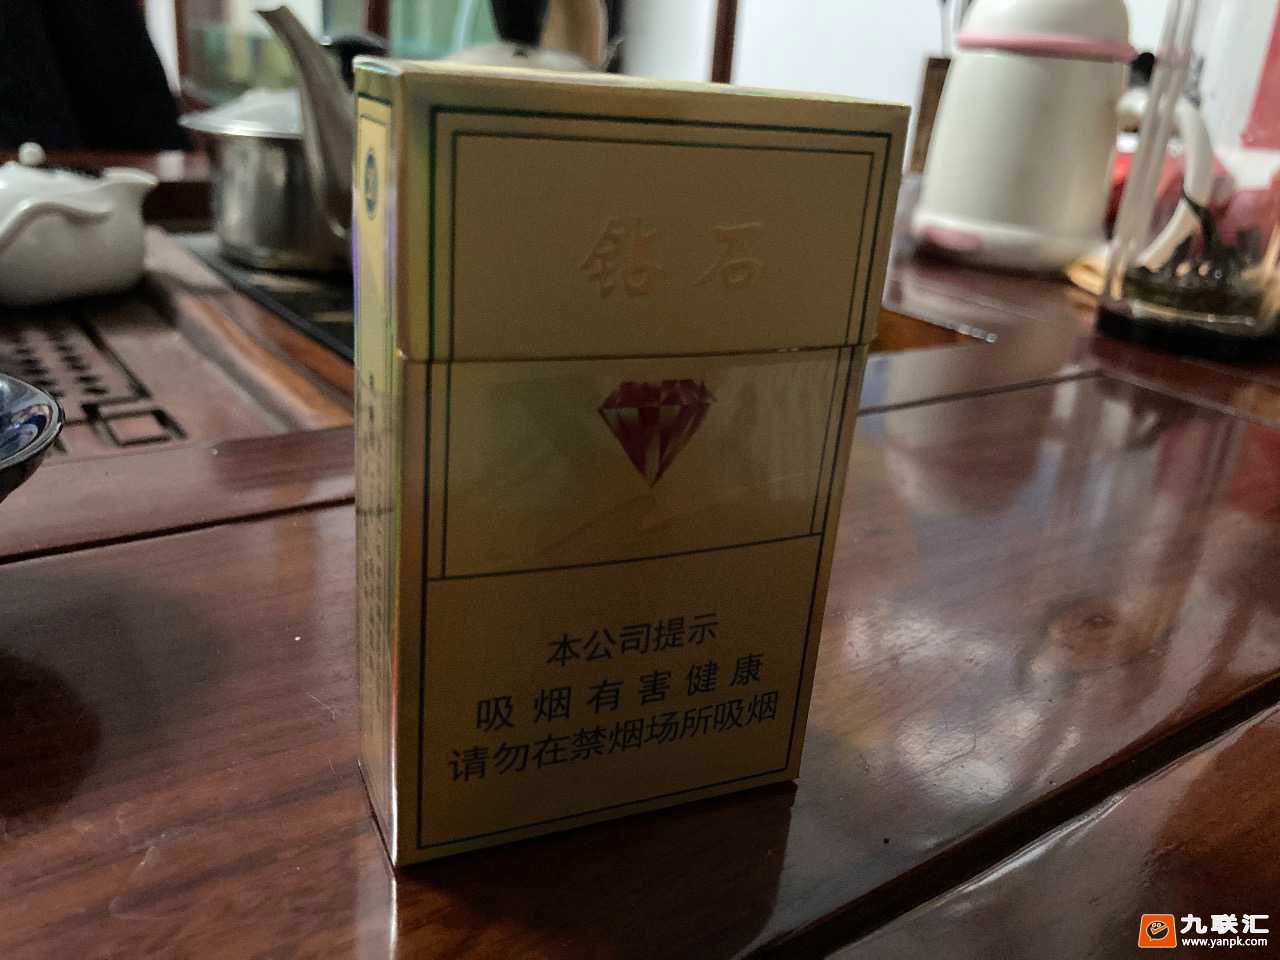 钻石
本公司提示
吸烟有害健康
请勿在禁烟场所吸烟
九联汇
www.yanpk.com